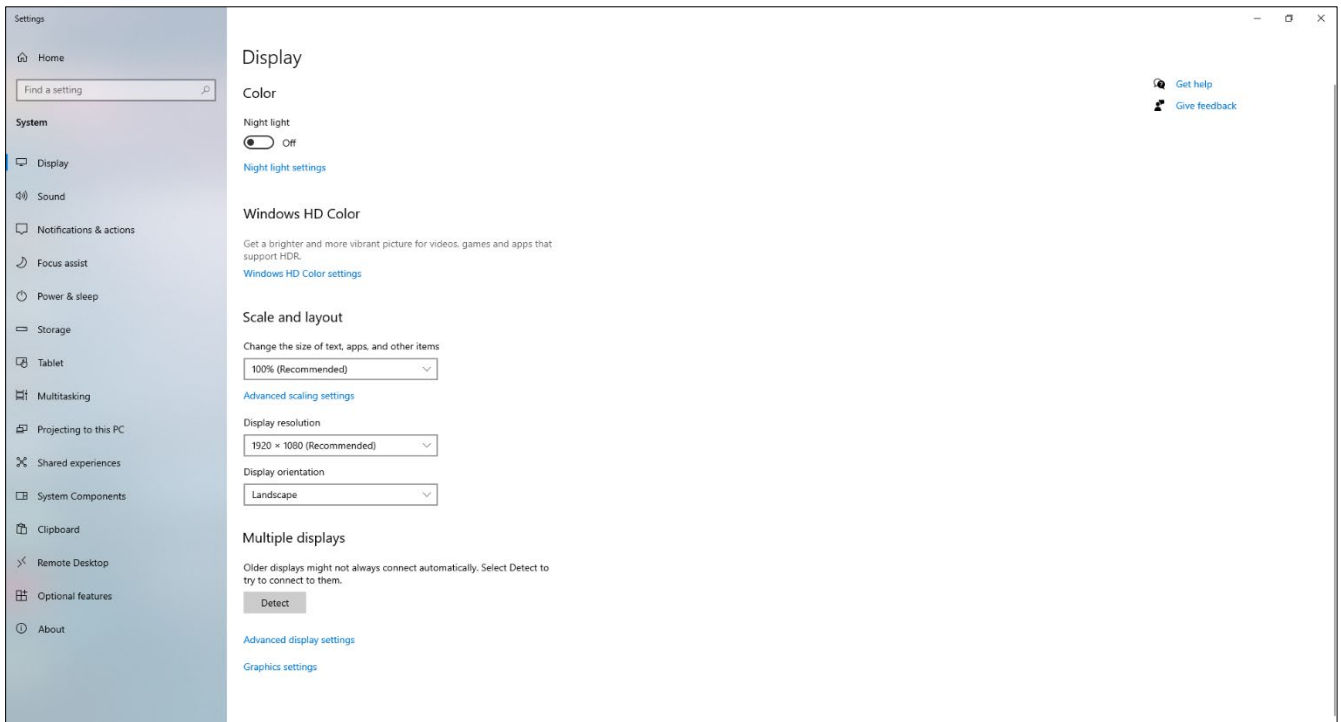 Settings
Home
Find a setting
System
Display
Sound
Notifications & actions
Focus assist
Power & sleep
Storage
Tablet
Multitasking
Projecting to this PC
Shared experiences
System Components
Clipboard
Remote Desktop
Optional features
About
Display
Color
Night light
Off
Night light settings
Windows HD Color
Get a brighter and more vibrant picture for videos, games and apps that
support HDR.
Windows HD Color settings
Scale and layout
Change the size of text, apps, and other items
100% (Recommended)
Advanced scaling settings
Display resolution
1920 × 1080 (Recommended)
Display orientation
Landscape
Multiple displays
Older displays might not always connect automatically. Select Detect to
try to connect to them.
Detect
Advanced display settings
Graphics settings
Get help
Give feedback